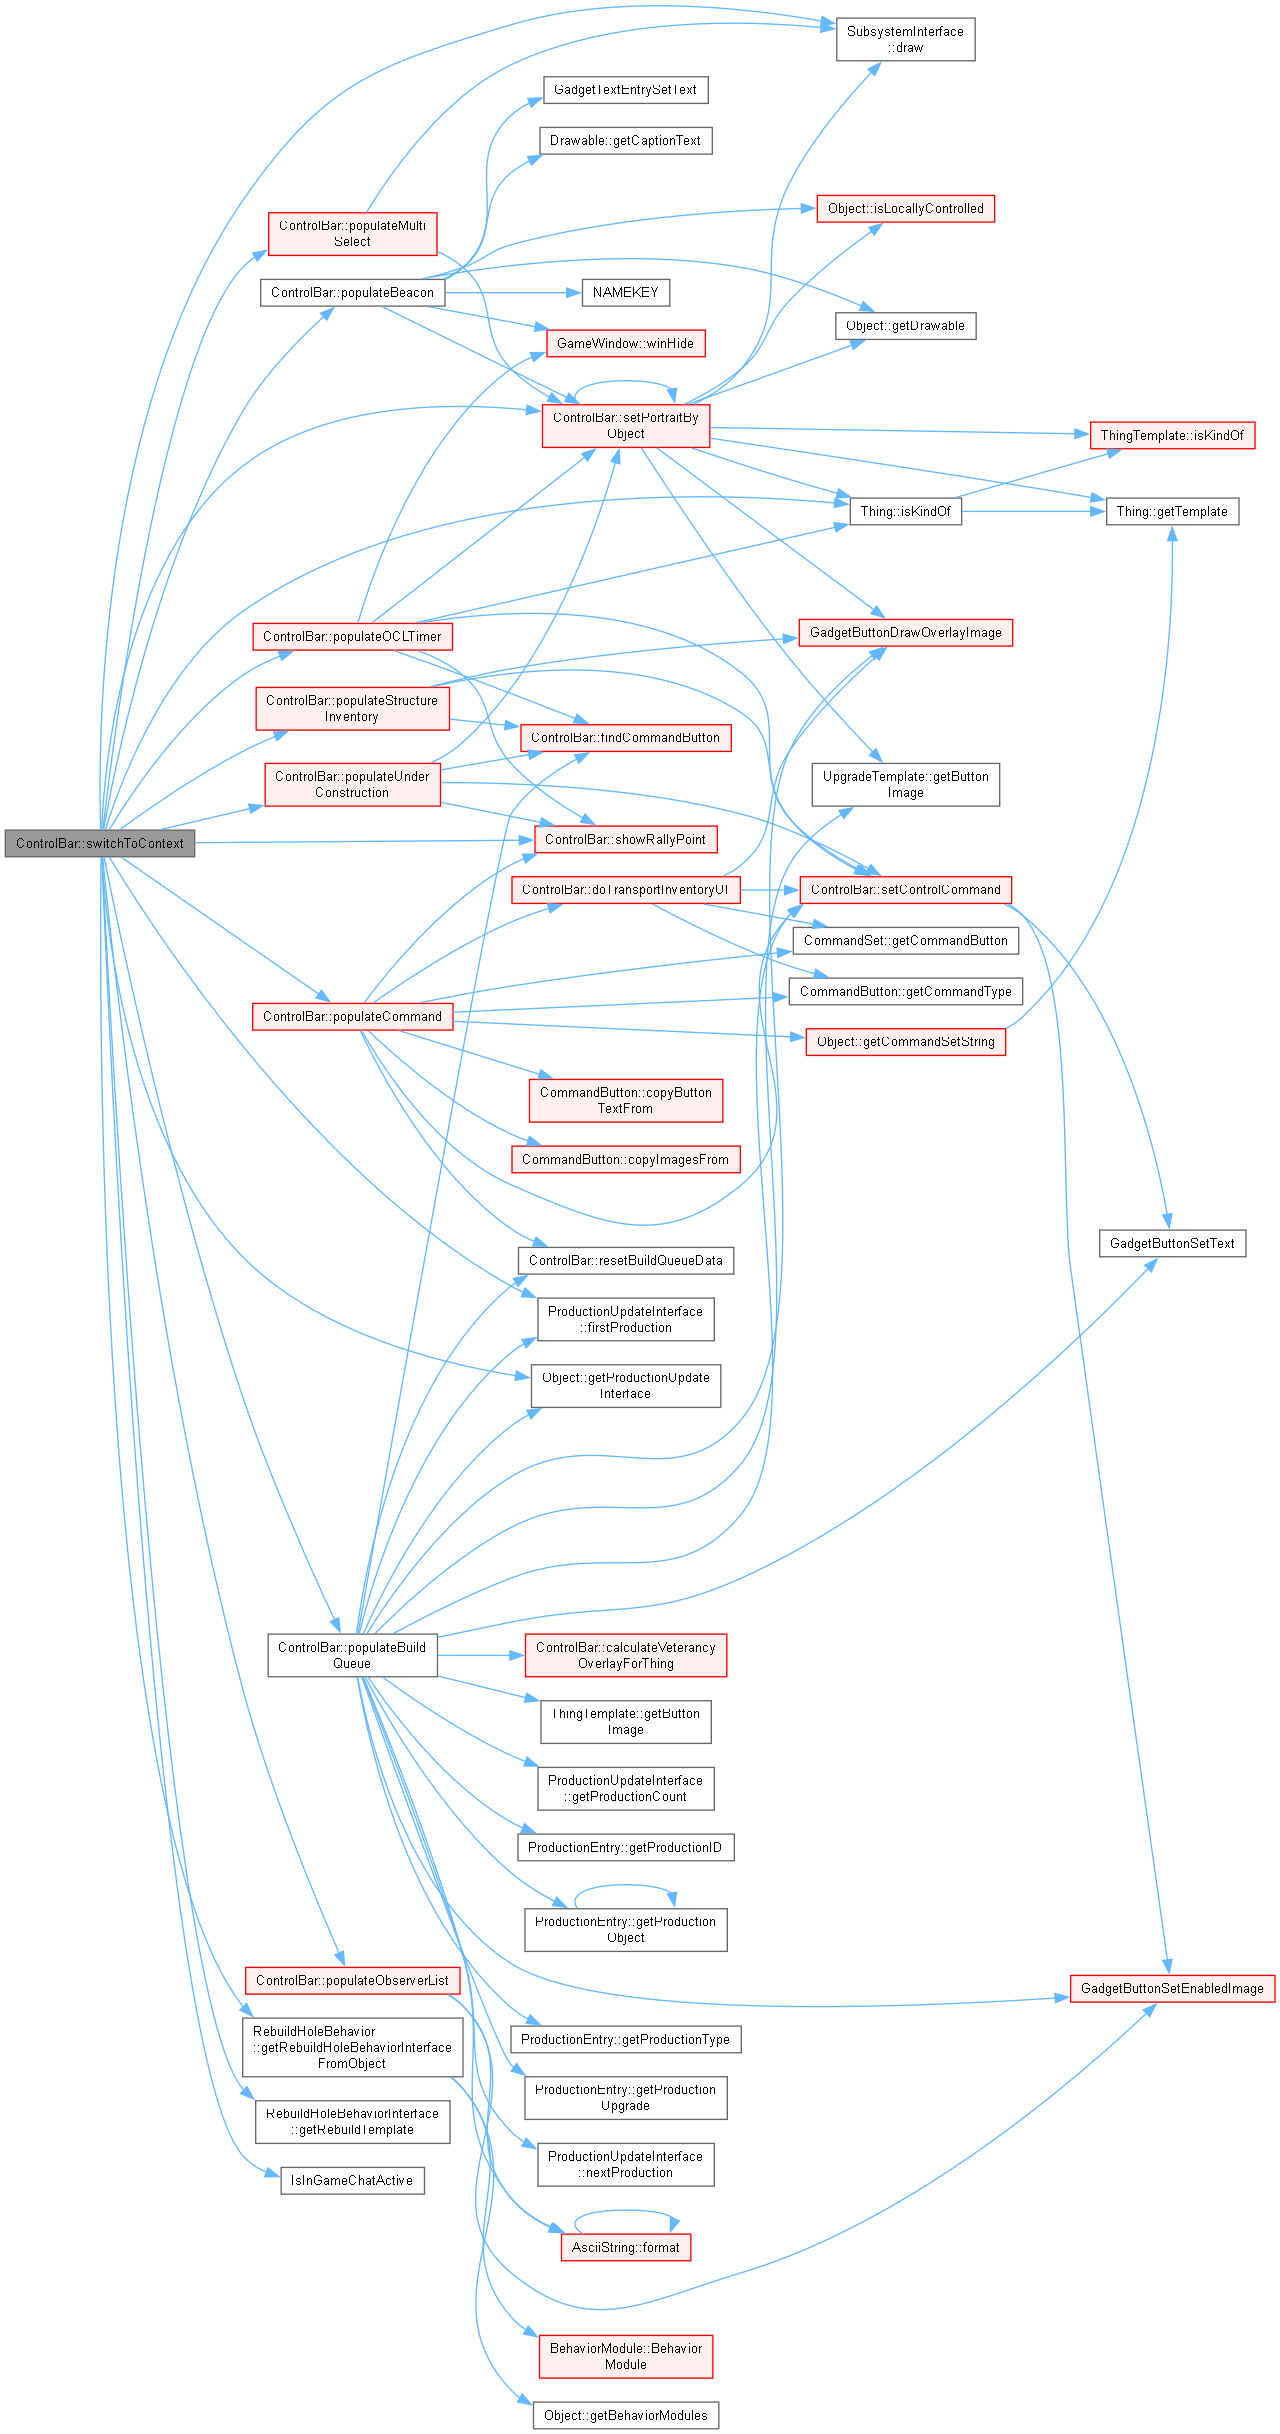 SubsystemInterface
::draw
GadgetTextEntrySetText
Drawable::getCaptionText
Object::isLocallyControlled
ControlBar::populateMulti
Select
ControlBar::populateBeacon
NAMEKEY
Object::getDrawable
GameWindow::winHide
ControlBar::setPortraitBy
Object
ThingTemplate::isKindOf
Thing::isKindOf
Thing::getTemplate
ControlBar::populateOCLTimer
GadgetButtonDrawOverlayImage
ControlBar::populateStructure
Inventory
ControlBar::findCommandButton
ControlBar::populateUnder
Construction
UpgradeTemplate::getButton
Image
ControlBar::switchToContext
ControlBar::showRallyPoint
ControlBar::doTransportInventoryUI
ControlBar::setControlCommand
CommandSet::getCommandButton
CommandButton::getCommandType
ControlBar::populateCommand
Object::getCommandSetString
CommandButton::copyButton
TextFrom
CommandButton::copyImagesFrom
GadgetButtonSetText
ControlBar::resetBuildQueueData
ProductionUpdateInterface
::firstProduction
Object::getProductionUpdate
Interface
ControlBar::populateBuild
Queue
ControlBar::calculateVeterancy
OverlayForThing
ThingTemplate::getButton
Image
ProductionUpdateInterface
::getProductionCount
ProductionEntry::getProductionID
ProductionEntry::getProduction
Object
ControlBar::populateObserverList
GadgetButtonSetEnabledImage
RebuildHoleBehavior
::getRebuildHoleBehaviorInterface
FromObject
ProductionEntry::getProductionType
ProductionEntry::getProduction
Upgrade
RebuildHoleBehaviorInterface
::getRebuildTemplate
ProductionUpdateInterface
::nextProduction
IsInGameChatActive
AsciiString::format
BehaviorModule::Behavior
Module
Object::getBehaviorModules